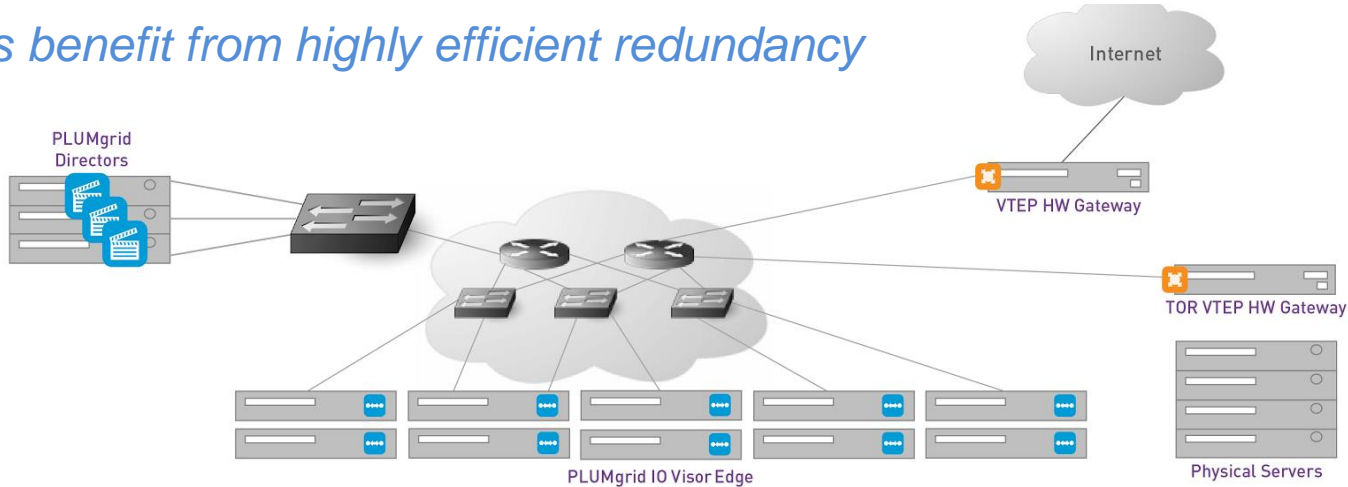 s benefit from highly efficient redundancy
Internet
PLUMgrid
Directors
VTEP HW Gateway
TOR VTEP HW Gateway
PLUMgrid IO Visor Edge
Physical Servers